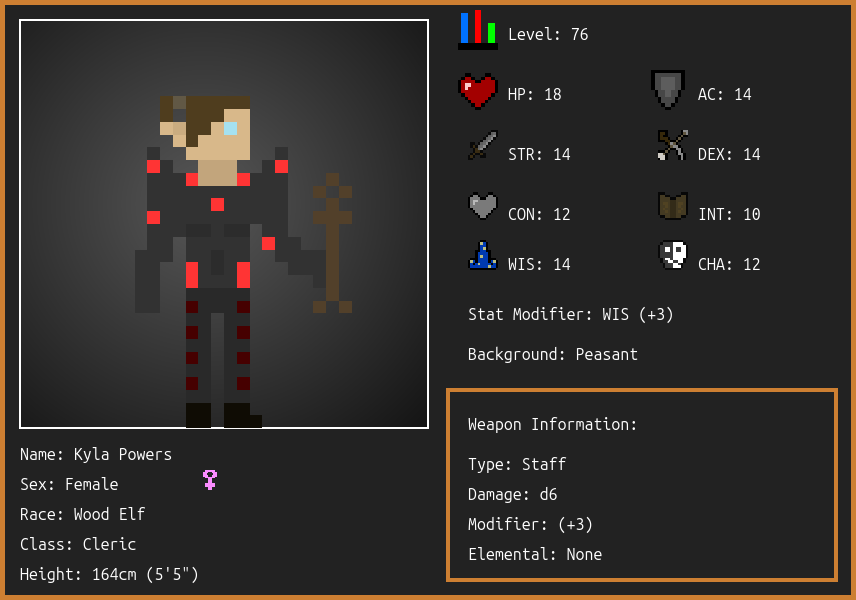 Level: 76
HP: 18
AC: 14
STR: 14
DEX: 14
CON: 12
INT: 10
WIS: 14
CHA: 12
Stat Modifier: WIS (+3)
Background: Peasant
Weapon Information:
Type: Staff
Damage: d6
Modifier: (+3)
Elemental: None
Name: Kyla Powers
Sex: Female
Race: Wood Elf
Class: Cleric
Height: 164cm (5'5")